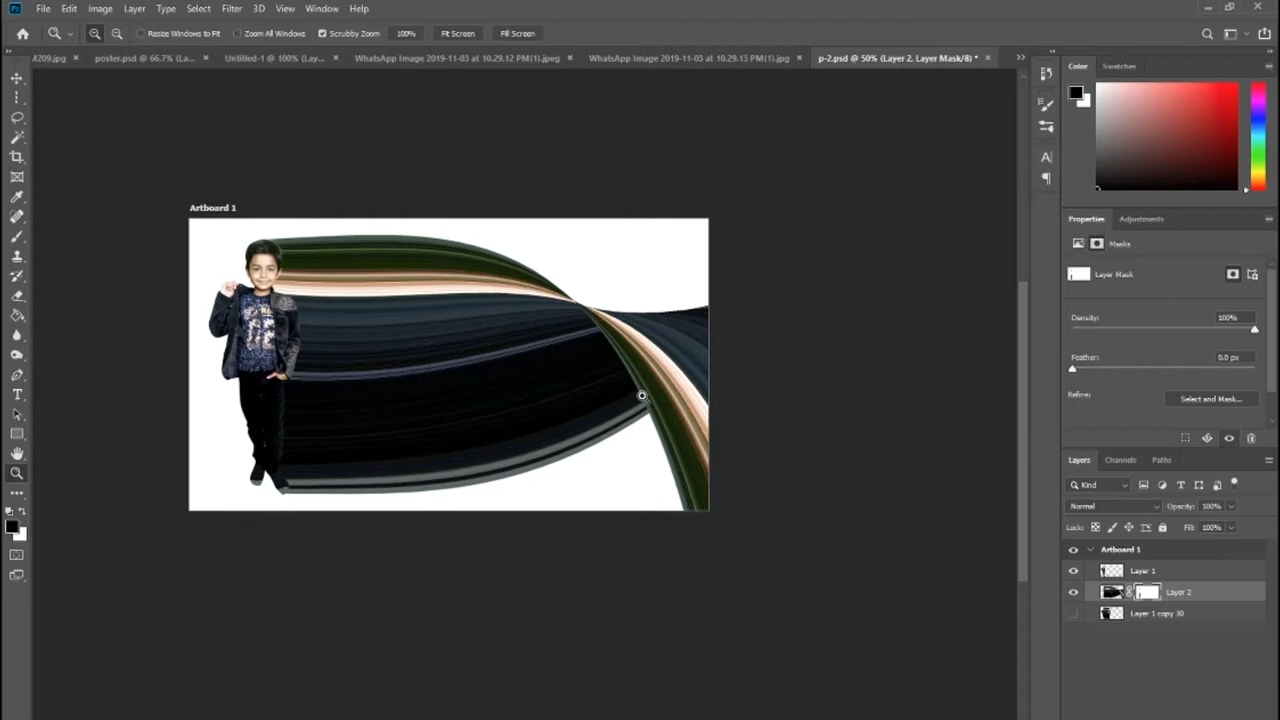 Ps File Edit Image Layer Type Select Filter 3D View Window Help
Resize Windows to Fit Zoom All Windows Scrubby Zoom 100% Fit Screen Fill Screen
4209.jpg × poster.psd @ 66.7% (La... × Untitled-1 @ 100% (Lay... × WhatsApp Image 2019-11-03 at 10.29.12 PM(1).jpeg × WhatsApp Image 2019-11-03 at 10.29.13 PM(1).jpg × p-2.psd @ 50% (Layer 2, Layer Mask/8) * ×
Color Swatches
Artboard 1
Properties Adjustments
Masks
Layer Mask
Density: 100%
Feather: 0.0 px
Refine: Select and Mask...
Layers Channels Paths
Kind
Normal Opacity: 100%
Lock: Fill: 100%
Artboard 1
Layer 1
Layer 2
Layer 1 copy 30